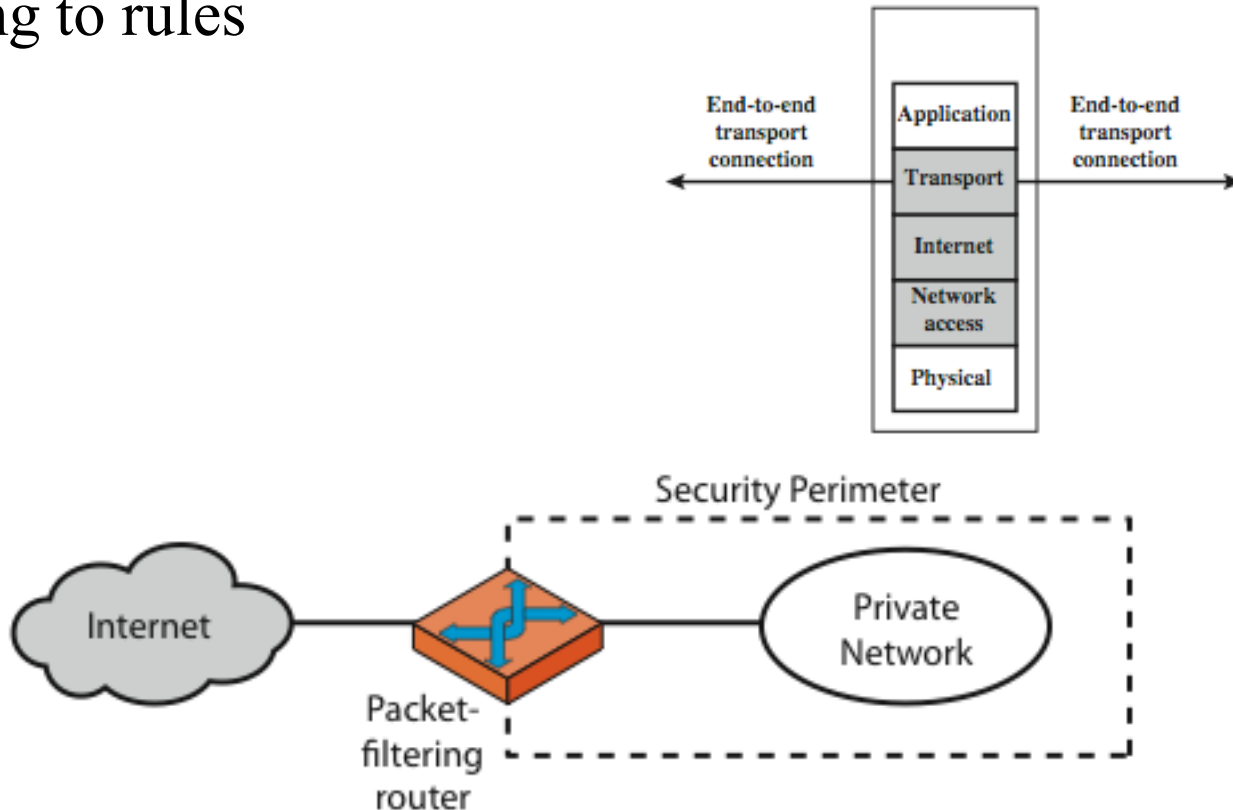 ng to rules
End-to-end
transport
connection
Application
Transport
Internet
Network
access
Physical
End-to-end
transport
connection
Security Perimeter
Internet
Packet-
filtering
router
Private
Network